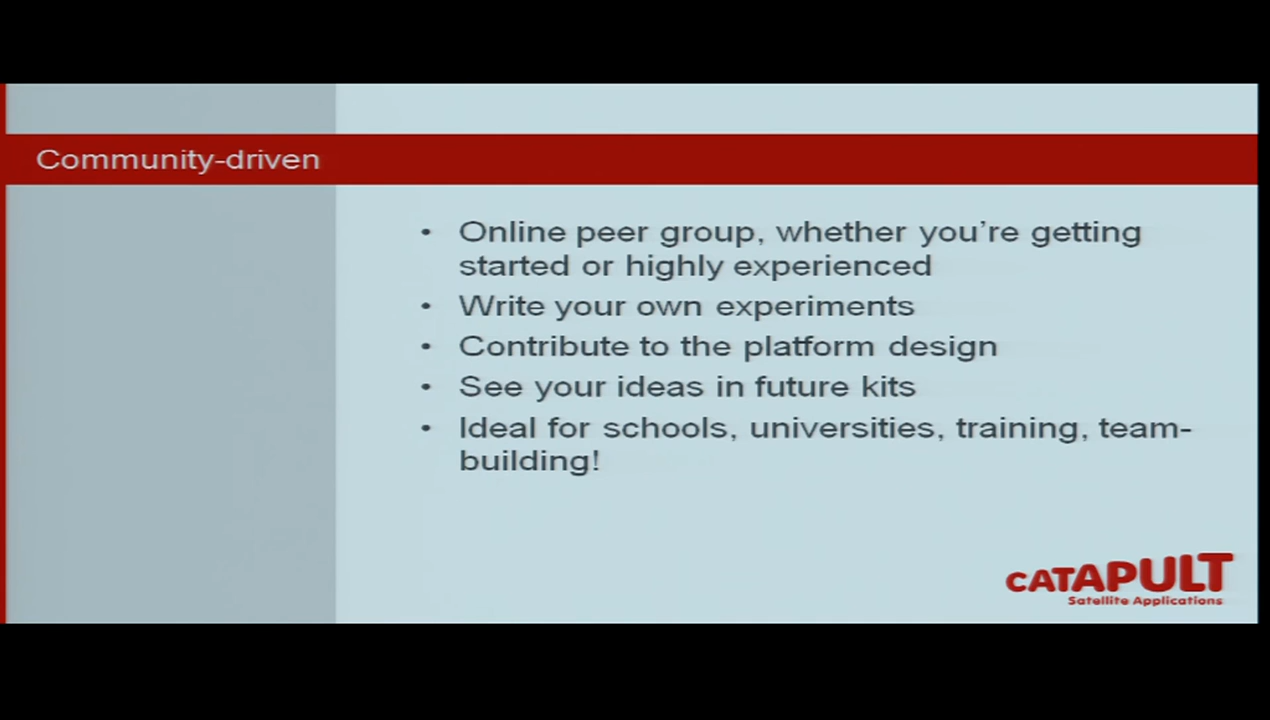 Community-driven
• Online peer group, whether you're getting
started or highly experienced
• Write your own experiments
• Contribute to the platform design
• See your ideas in future kits
• Ideal for schools, universities, training, team-
building!
CATAPULT
Satellite Applications